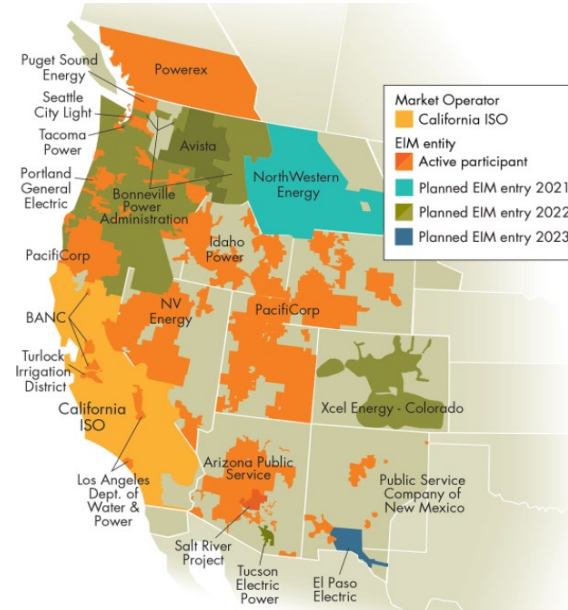 Puget Sound
Energy
Seattle
City Light
Tacoma
Power
Portland
General
Electric
PacifiCorp
BANC
Turlock
Irrigation
District
California
ISO
Los Angeles
Dept. of
Water &
Power
Powerex
Avista
Bonneville
Power
Administration
NorthWestern
Energy
Idaho
Power
NV
Energy
PacifiCorp
Xcel Energy - Colorado
Arizona Public
Service
Salt River
Project
Tucson
Electric
Power
El Paso
Electric
Public Service
Company of
New Mexico
Market Operator
California ISO
EIM entity
Active participant
Planned EIM entry 2021
Planned EIM entry 2022
Planned EIM entry 2023